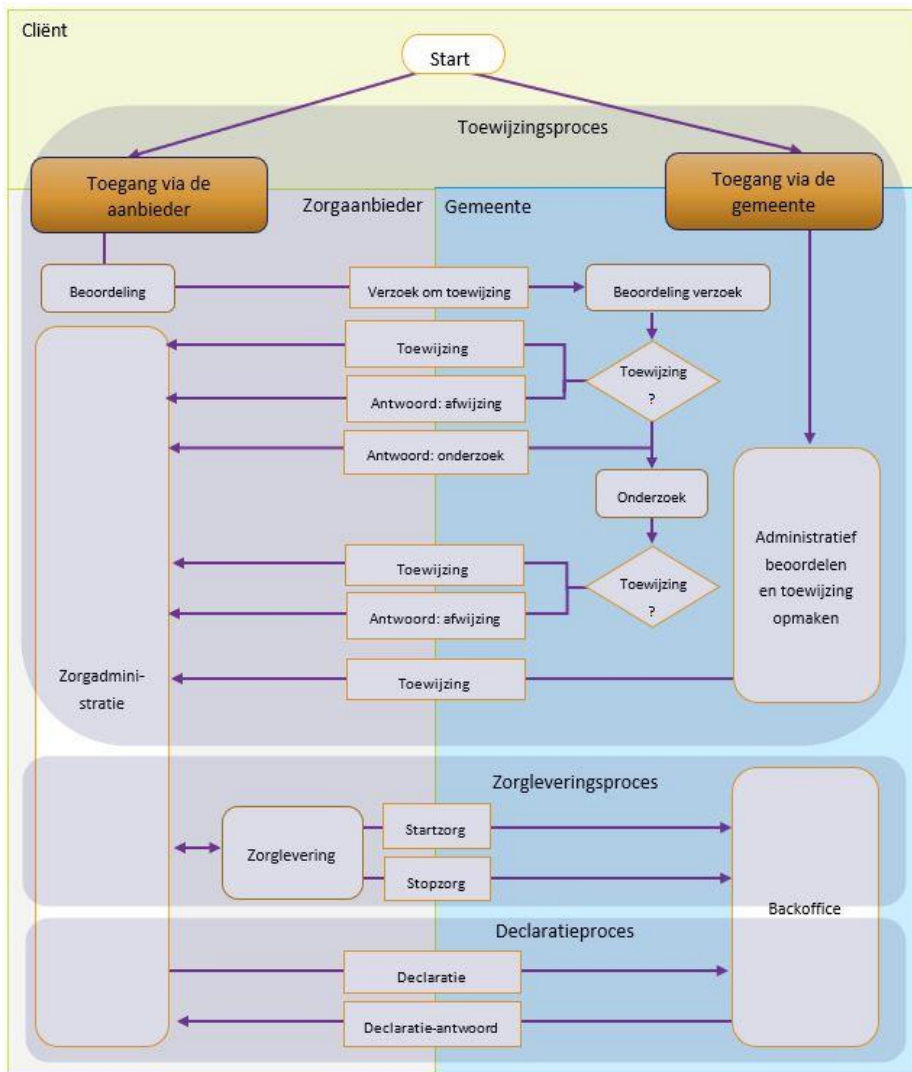 Cliënt
Start
Toewijzingsproces
Toegang via de
aanbieder
Toegang via de
gemeente
Zorgaanbieder
Gemeente
Beoordeling
Verzoek om toewijzing
Beoordeling verzoek
Toewijzing
Toewijzing
?
Antwoord: afwijzing
Antwoord: onderzoek
Onderzoek
Administratief
beoordelen
en toewijzing
opmaken
Toewijzing
Toewijzing
?
Antwoord: afwijzing
Toewijzing
Zorgadmini-
stratie
Zorgleveringsproces
Startzorg
Zorglevering
Stopzorg
Backoffice
Declaratieproces
Declaratie
Declaratie-antwoord